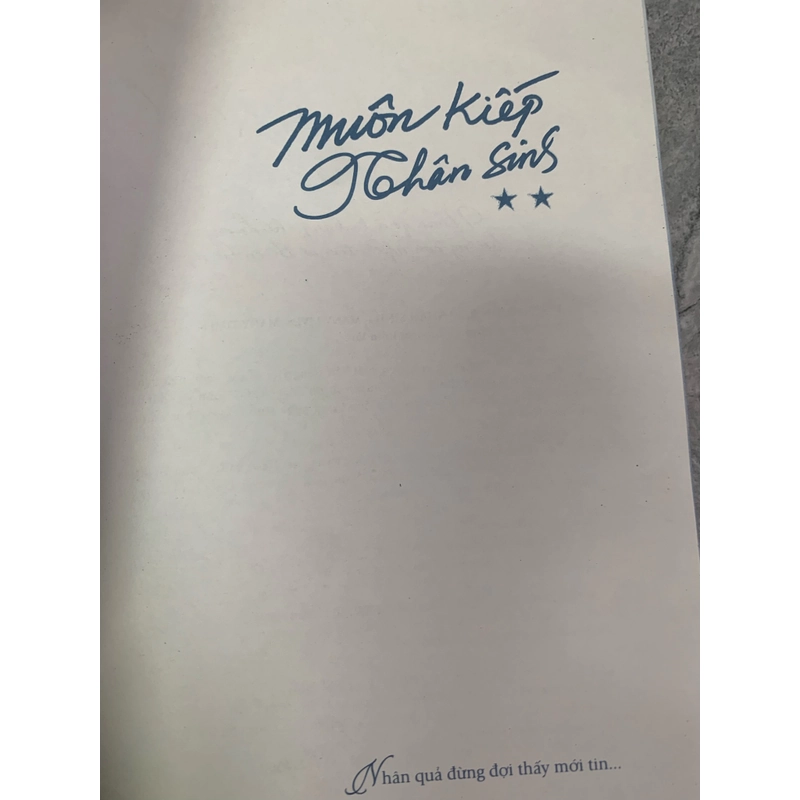 Muôn Kiếp
Nhân Sinh
★ ★
Nhân quả đừng đợi thấy mới tin...